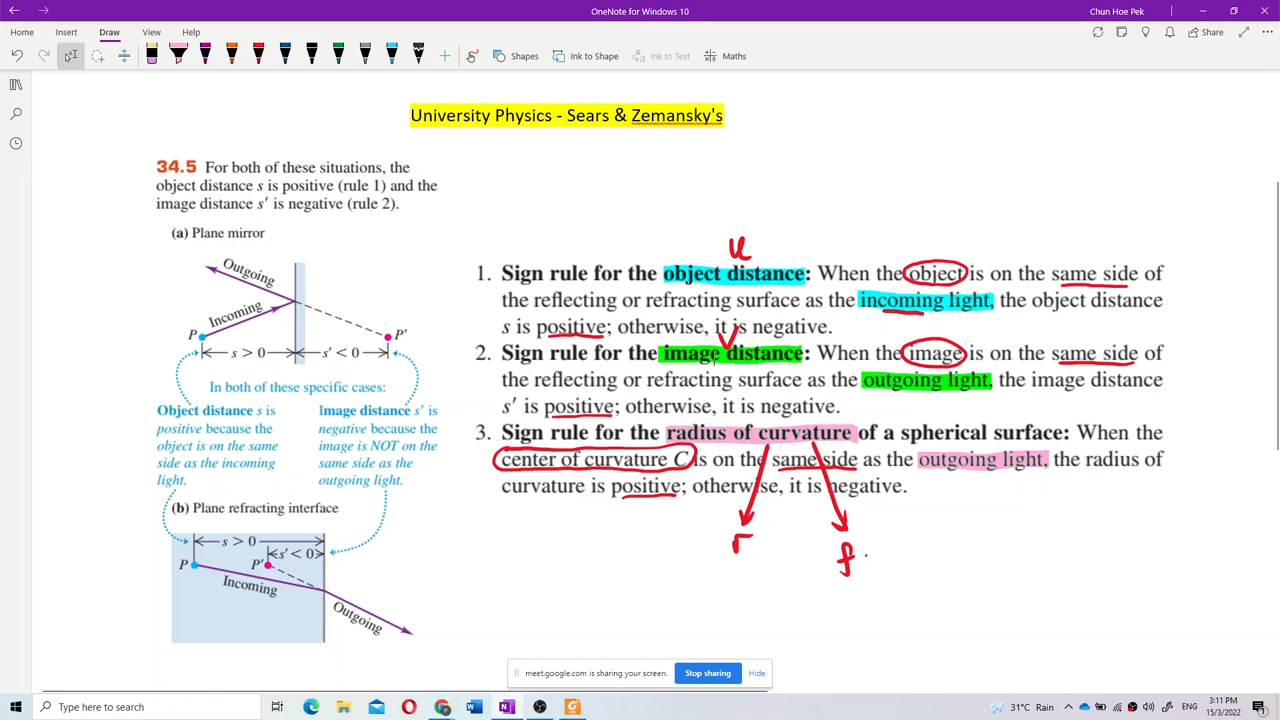 OneNote for Windows 10
Chun Hoe Pek
Home Insert Draw View Help
Share
Shapes Ink to Shape Ink to Text Maths
University Physics - Sears & Zemansky's
34.5 For both of these situations, the
object distance s is positive (rule 1) and the
image distance s′ is negative (rule 2).
(a) Plane mirror
Outgoing
Incoming
P
P′
s > 0
s′ < 0
In both of these specific cases:
Object distance s is
positive because the
object is on the same
side as the incoming
light.
Image distance s′ is
negative because the
image is NOT on the
same side as the
outgoing light.
(b) Plane refracting interface
s > 0
s′ < 0
P
P′
Incoming
Outgoing
u
1. Sign rule for the object distance: When the object is on the same side of
the reflecting or refracting surface as the incoming light, the object distance
s is positive; otherwise, it is negative.
v
2. Sign rule for the image distance: When the image is on the same side of
the reflecting or refracting surface as the outgoing light, the image distance
s′ is positive; otherwise, it is negative.
3. Sign rule for the radius of curvature of a spherical surface: When the
center of curvature C is on the same side as the outgoing light, the radius of
curvature is positive; otherwise, it is negative.
r
f
meet.google.com is sharing your screen. Stop sharing Hide
Type here to search
31°C Rain
ENG
3:11 PM
15/3/2022
1